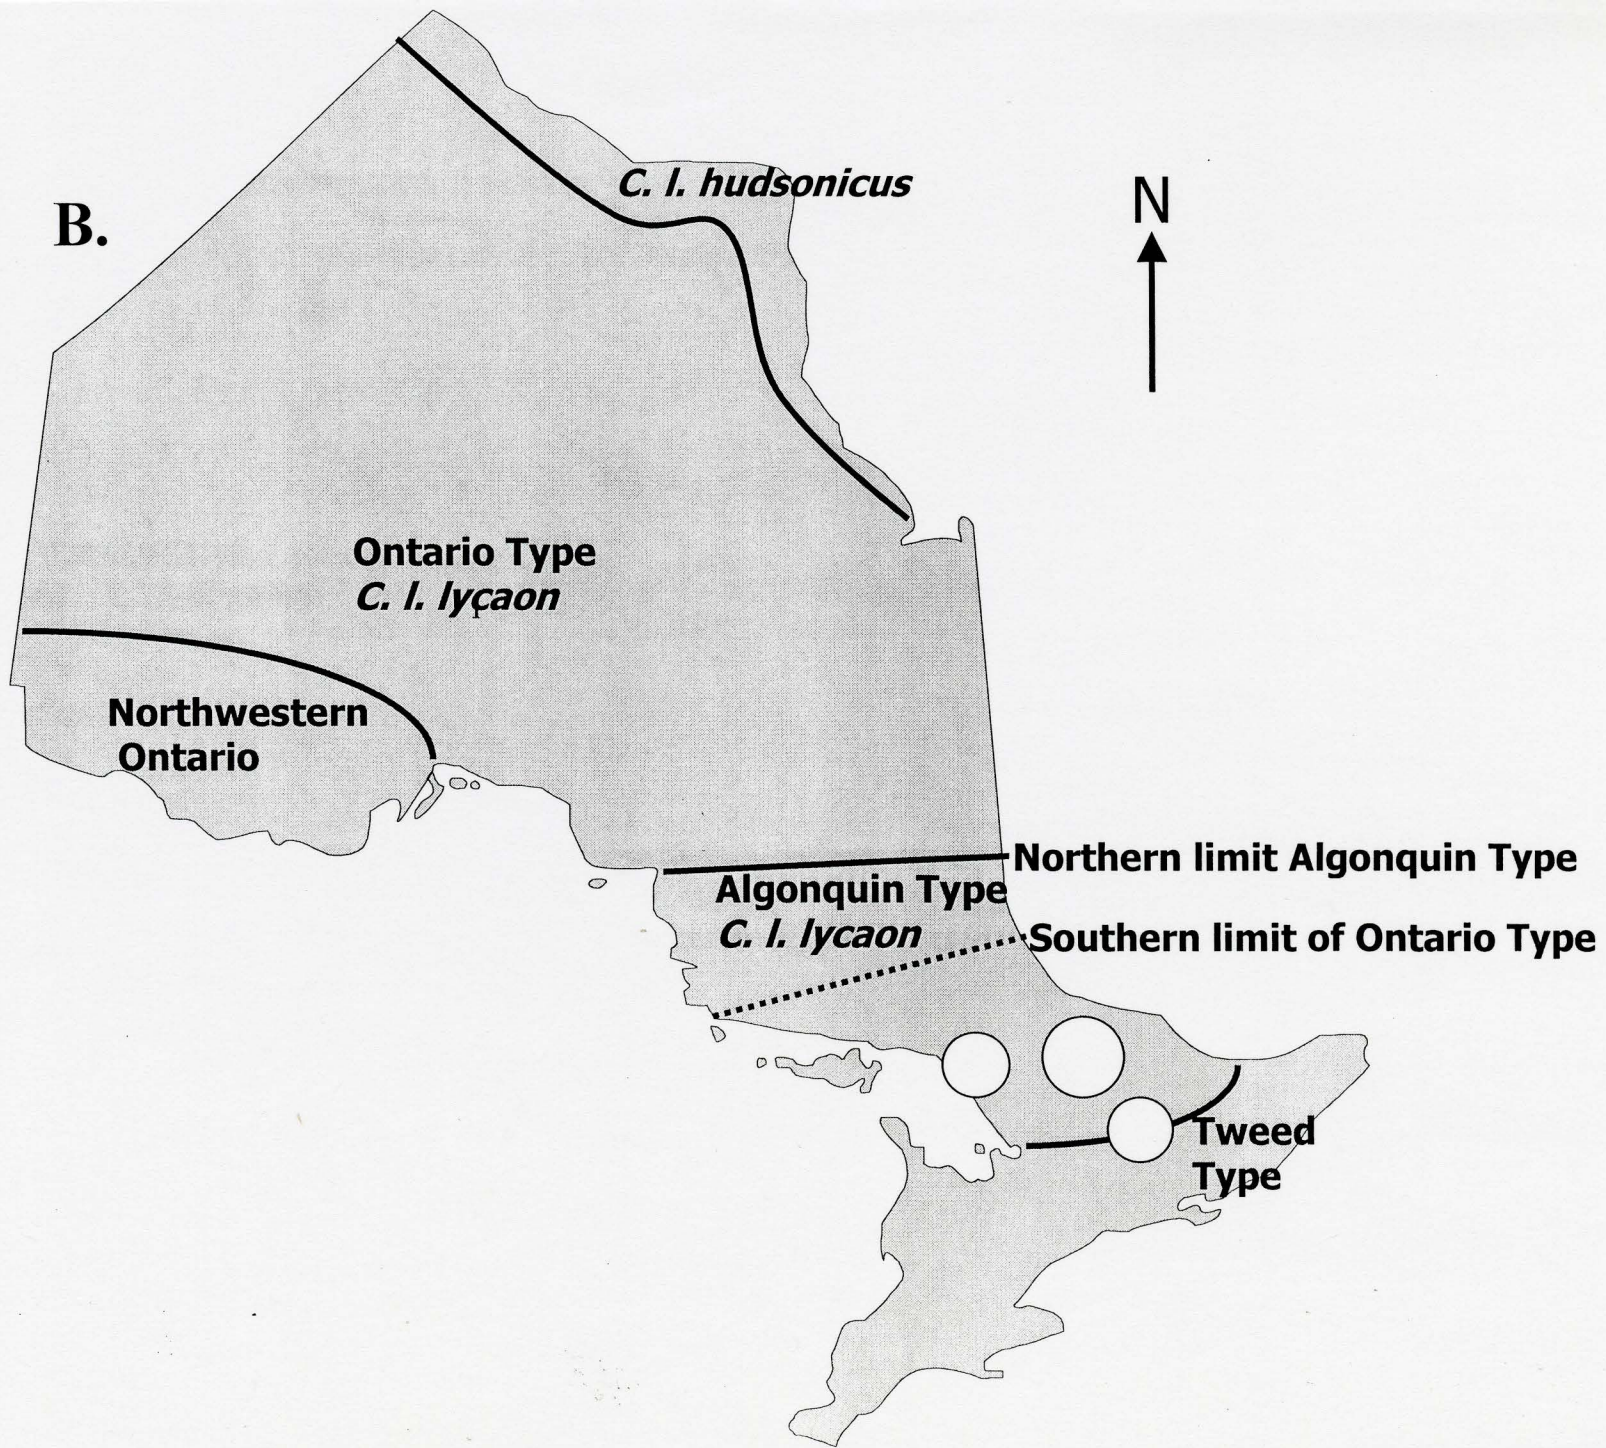 C. l. hudsonicus
N
B.
Ontario Type
C. l. lycaon
Northwestern
Ontario
Northern limit Algonquin Type
Algonquin Type
C. l. lycaon
Southern limit of Ontario Type
Tweed
Type